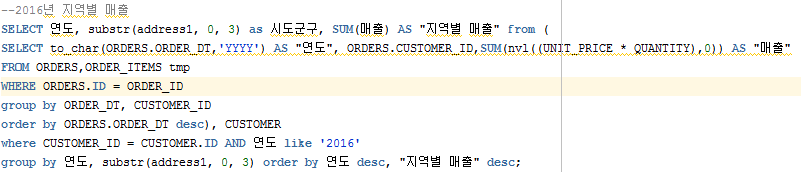 --2016년 지역별 매출
SELECT 연도, substr(address1, 0, 3) as 시도군구, SUM(매출) AS "지역별 매출" from (
SELECT to_char(ORDERS.ORDER_DT,'YYYY') AS "연도", ORDERS.CUSTOMER_ID,SUM(nvl((UNIT_PRICE * QUANTITY),0)) AS "매출"
FROM ORDERS,ORDER_ITEMS tmp
WHERE ORDERS.ID = ORDER_ID
group by ORDER_DT, CUSTOMER_ID
order by ORDERS.ORDER_DT desc), CUSTOMER
where CUSTOMER_ID = CUSTOMER.ID AND 연도 like '2016'
group by 연도, substr(address1, 0, 3) order by 연도 desc, "지역별 매출" desc;